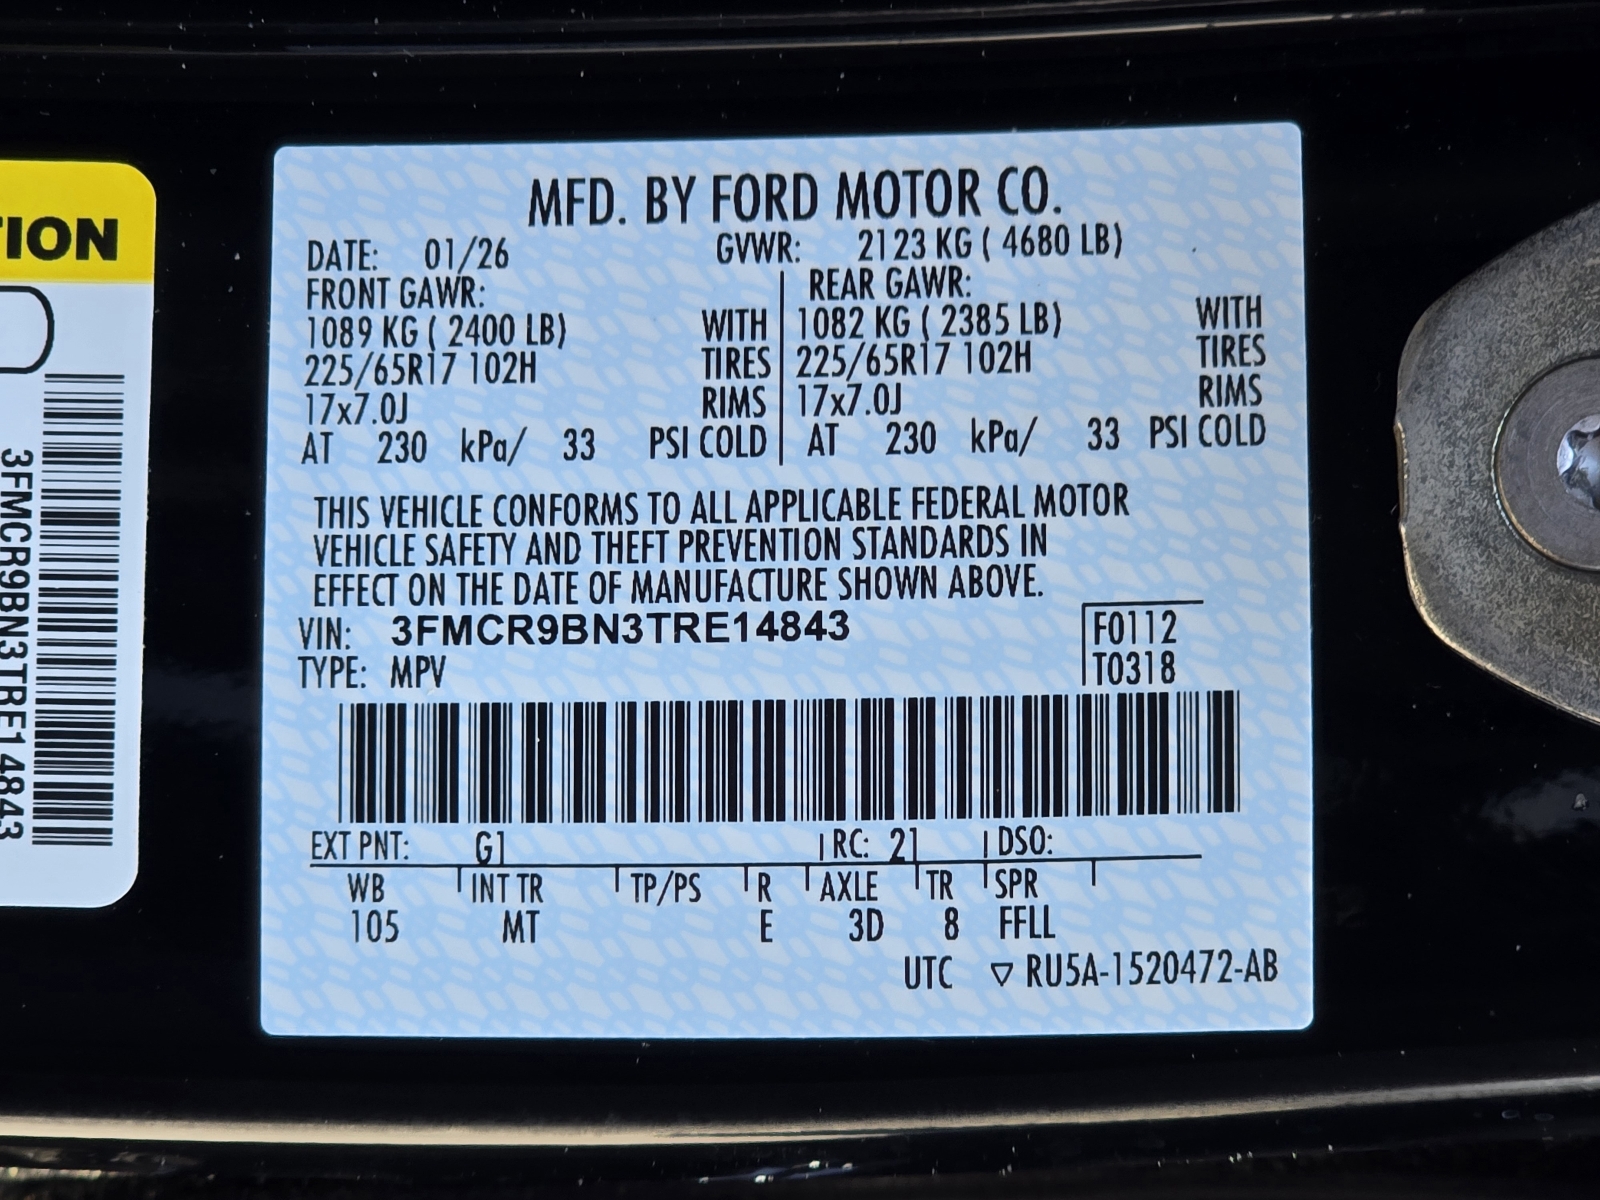 TION
3FMCR9BN3TRE14843
MFD. BY FORD MOTOR CO.
DATE: 01/26 GVWR: 2123 KG ( 4680 LB)
FRONT GAWR: REAR GAWR:
1089 KG ( 2400 LB) WITH 1082 KG ( 2385 LB) WITH
225/65R17 102H TIRES 225/65R17 102H TIRES
17x7.0J RIMS 17x7.0J RIMS
AT 230 kPa/ 33 PSI COLD AT 230 kPa/ 33 PSI COLD
THIS VEHICLE CONFORMS TO ALL APPLICABLE FEDERAL MOTOR
VEHICLE SAFETY AND THEFT PREVENTION STANDARDS IN
EFFECT ON THE DATE OF MANUFACTURE SHOWN ABOVE.
VIN: 3FMCR9BN3TRE14843 F0112
TYPE: MPV T0318
EXT PNT: G1 RC: 21 DSO:
WB INT TR TP/PS R AXLE TR SPR
105 MT E 3D 8 FFLL
UTC ▽ RU5A-1520472-AB